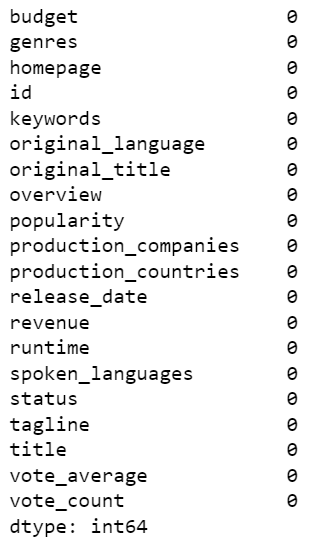 budget 0
genres 0
homepage 0
id 0
keywords 0
original_language 0
original_title 0
overview 0
popularity 0
production_companies 0
production_countries 0
release_date 0
revenue 0
runtime 0
spoken_languages 0
status 0
tagline 0
title 0
vote_average 0
vote_count 0
dtype: int64